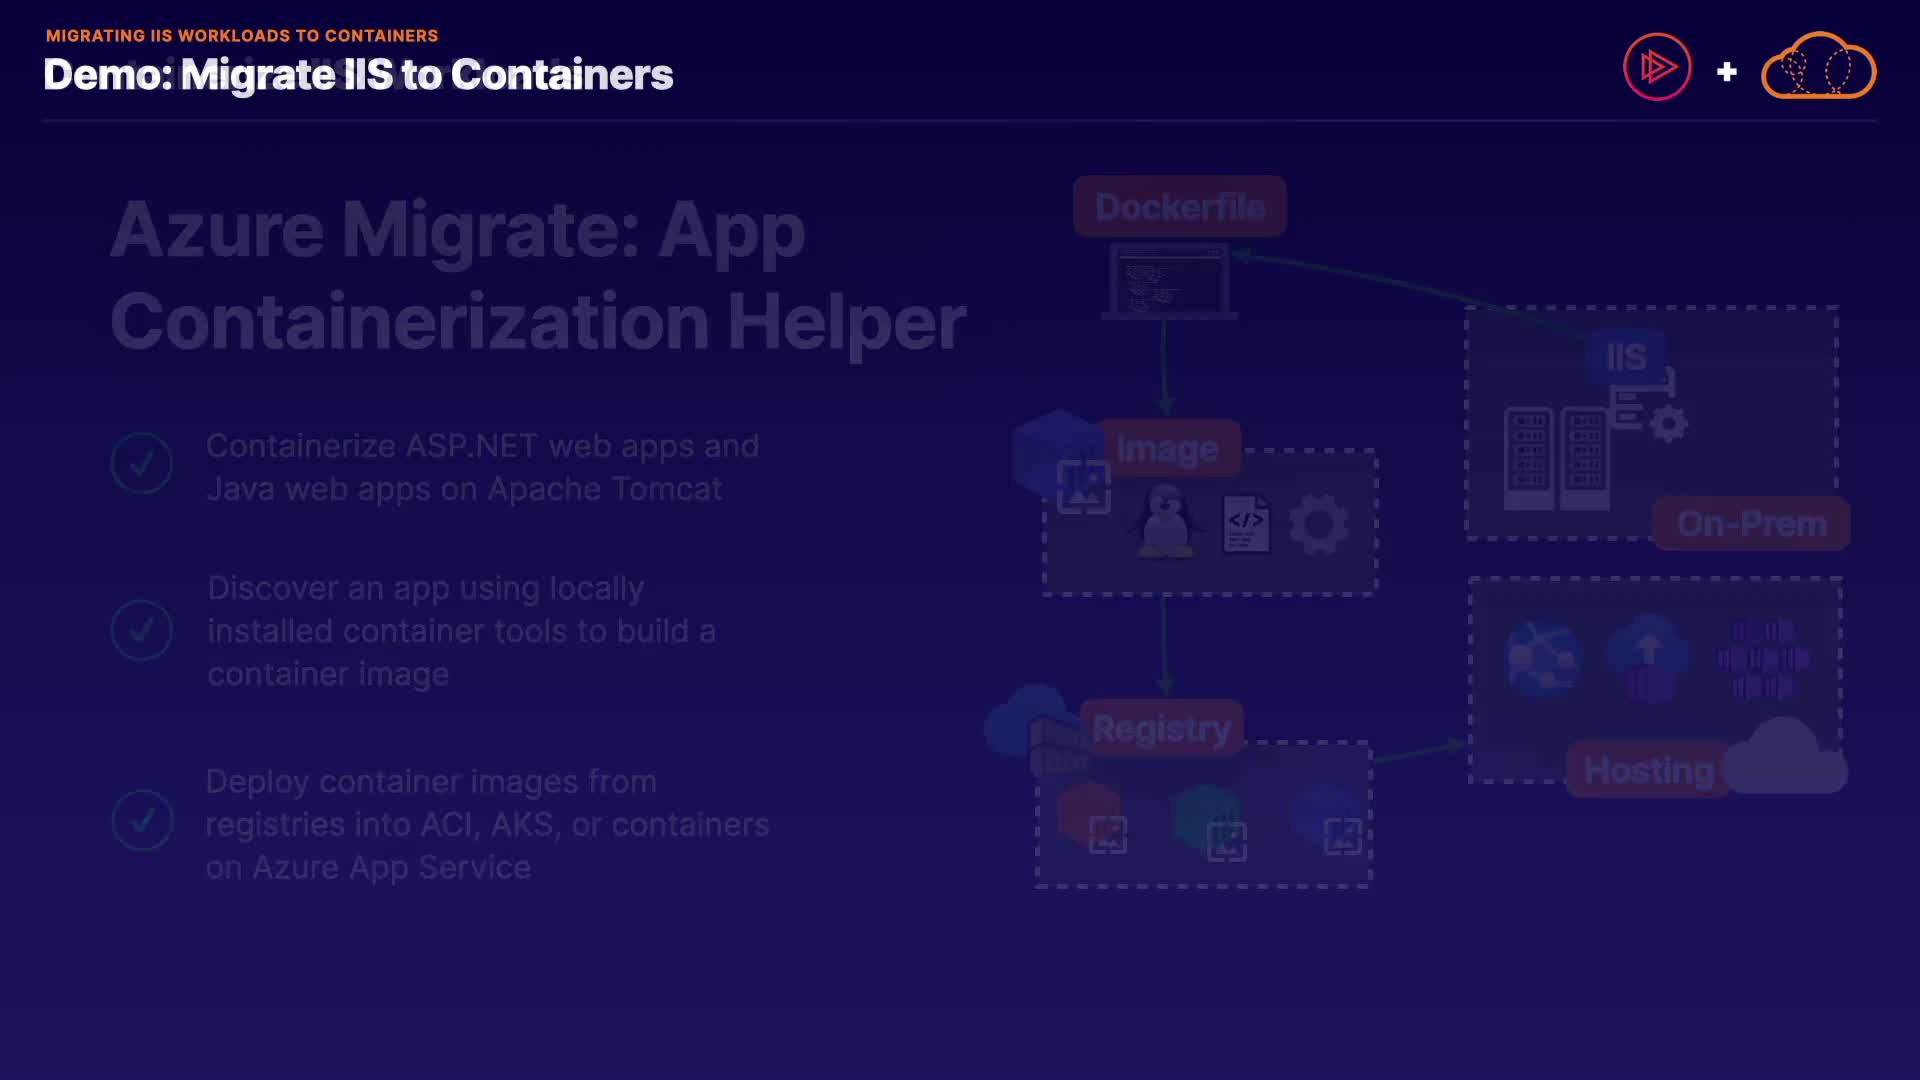 MIGRATING IIS WORKLOADS TO CONTAINERS
Demo: Migrate IIS to Containers
Azure Migrate: App
Containerization Helper
Containerize ASP.NET web apps and
Java web apps on Apache Tomcat
Discover an app using locally
installed container tools to build a
container image
Deploy container images from
registries into ACI, AKS, or containers
on Azure App Service
Dockerfile
IIS
Image
</>
On-Prem
Registry
Hosting